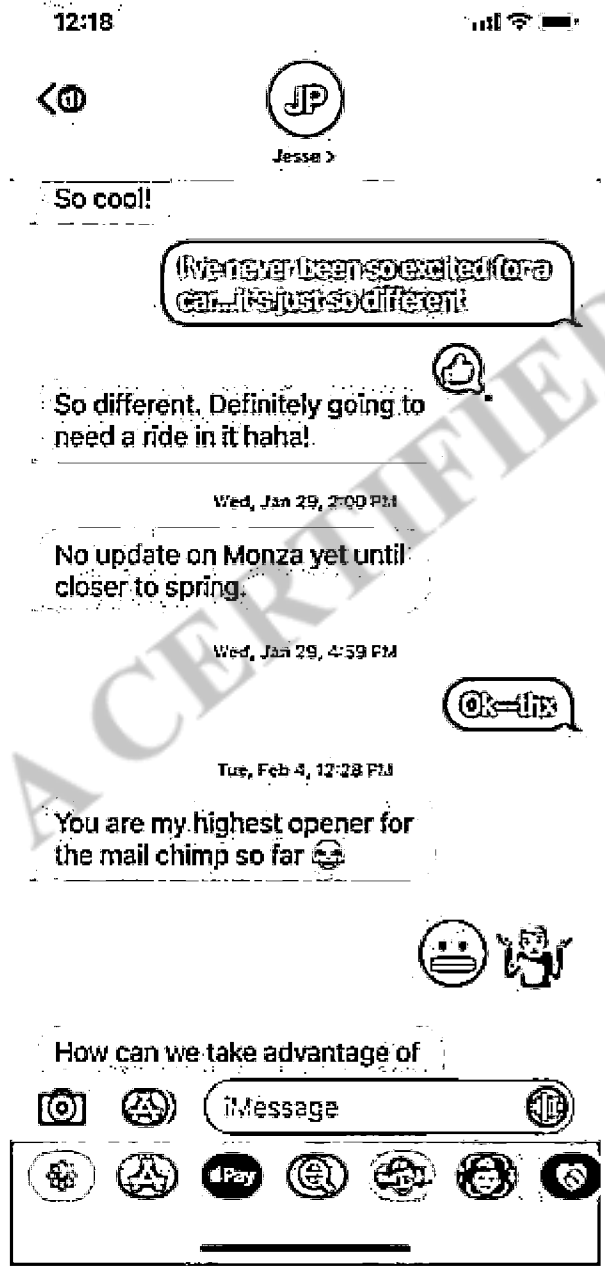 12:18
1
JP
Jesse >
So cool!
I've never been so excited for a
car...it's just so different
So different. Definitely going to
need a ride in it haha!
Wed, Jan 29, 2:00 PM
No update on Monza yet until
closer to spring.
Wed, Jan 29, 4:59 PM
Ok—thx
Tue, Feb 4, 12:28 PM
You are my highest opener for
the mail chimp so far
How can we take advantage of
iMessage
Pay
A CERTIFIED